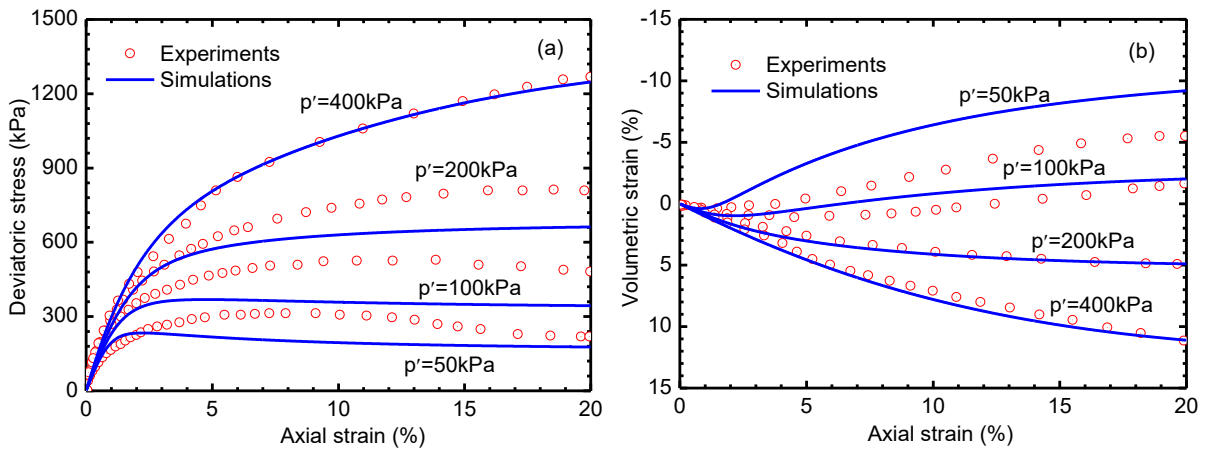 (a)
Experiments
Simulations
p′=400kPa
p′=200kPa
p′=100kPa
p′=50kPa
1500
1200
900
600
300
0
Deviatoric stress (kPa)
0 5 10 15 20
Axial strain (%)
(b)
Experiments
Simulations
p′=50kPa
p′=100kPa
p′=200kPa
p′=400kPa
-15
-10
-5
0
5
10
15
Volumetric strain (%)
0 5 10 15 20
Axial strain (%)